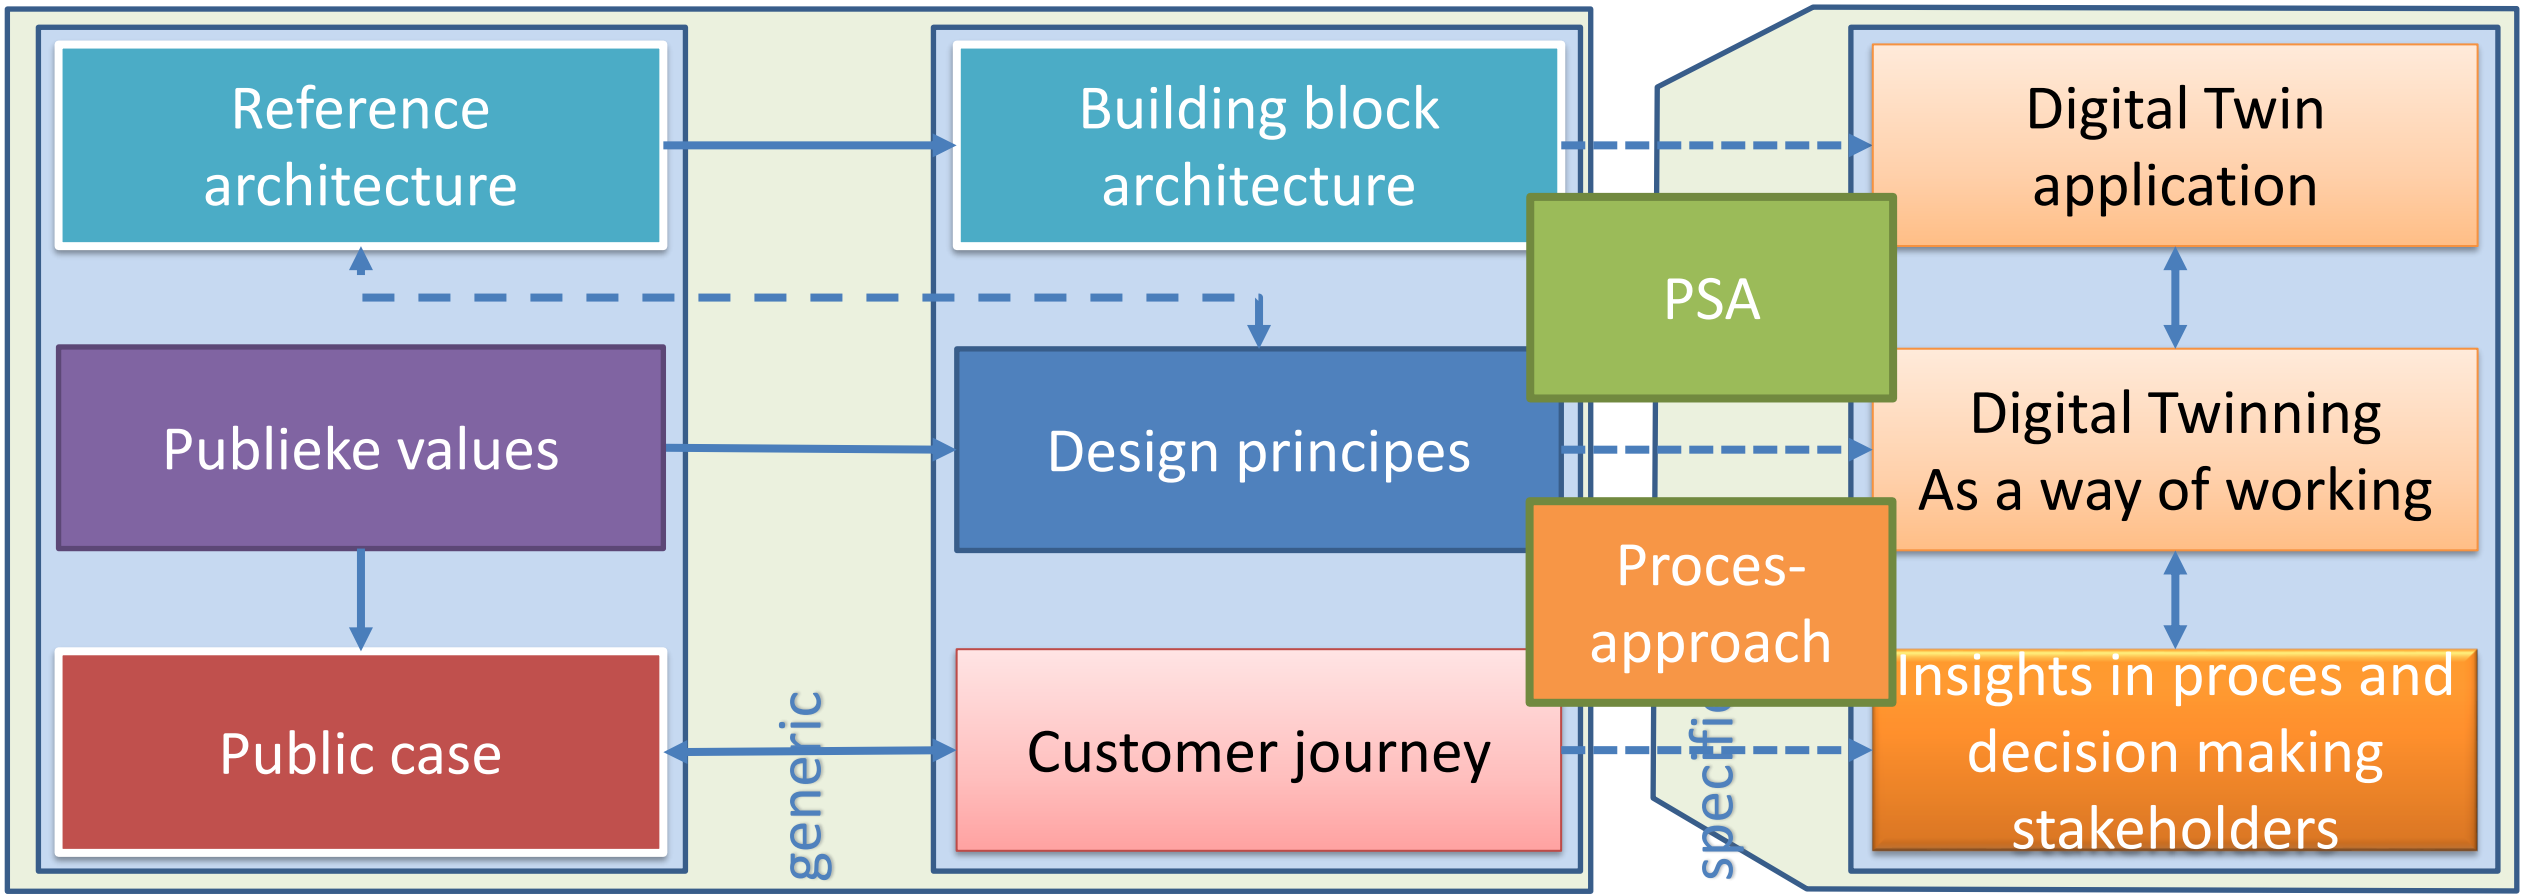 Reference
architecture
Building block
architecture
Digital Twin
application
PSA
Publieke values
Design principes
Digital Twinning
As a way of working
Proces-
approach
Public case
generic
Customer journey
specific
Insights in proces and
decision making
stakeholders